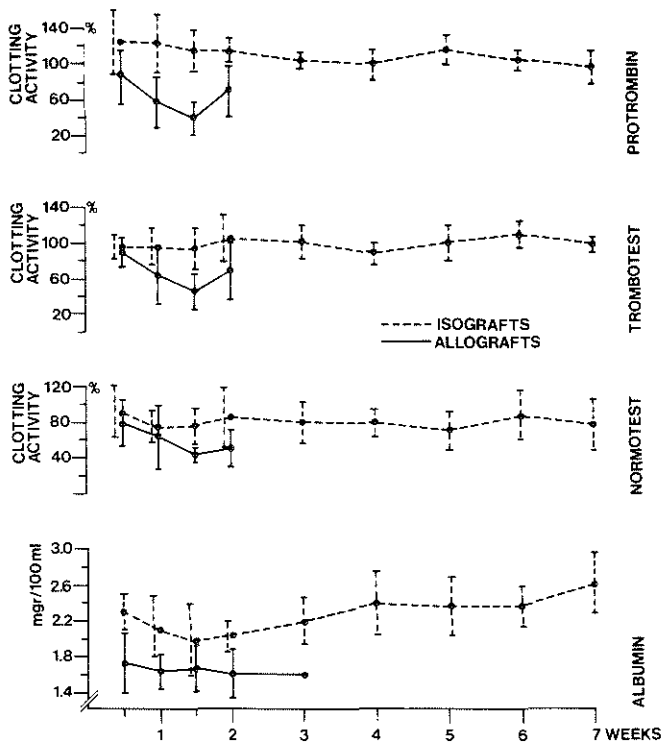 140 %
100
60
20
CLOTTING ACTIVITY
PROTROMBIN
140 %
100
60
20
CLOTTING ACTIVITY
TROMBOTEST
ISOGRAFTS
ALLOGRAFTS
120 %
80
40
CLOTTING ACTIVITY
NORMOTEST
3.0
2.6
2.2
1.8
1.4
mgr/100ml
ALBUMIN
1 2 3 4 5 6 7 WEEKS